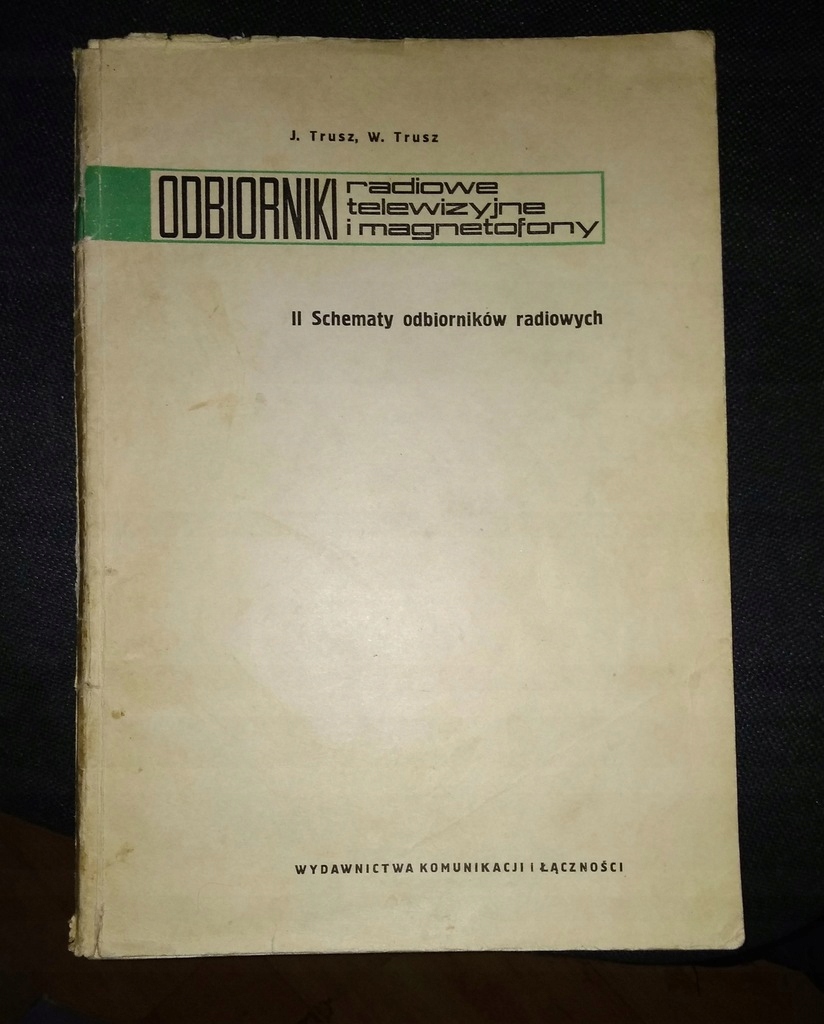 J. Trusz, W. Trusz
ODBIORNIKI radiowe
telewizyjne
i magnetofony
II Schematy odbiorników radiowych
WYDAWNICTWA KOMUNIKACJI i ŁĄCZNOŚCI